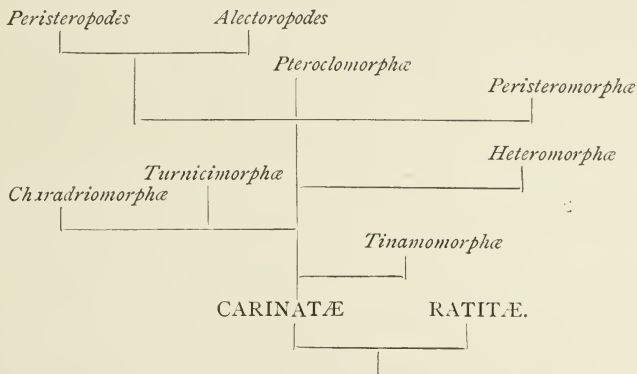 Peristeropodes Alectoropodes
Pteroclomorphæ
Peristeromorphæ
Heteromorphæ
Turnicimorphæ
Charadriomorphæ
Tinamomorphæ
CARINATÆ RATITÆ.